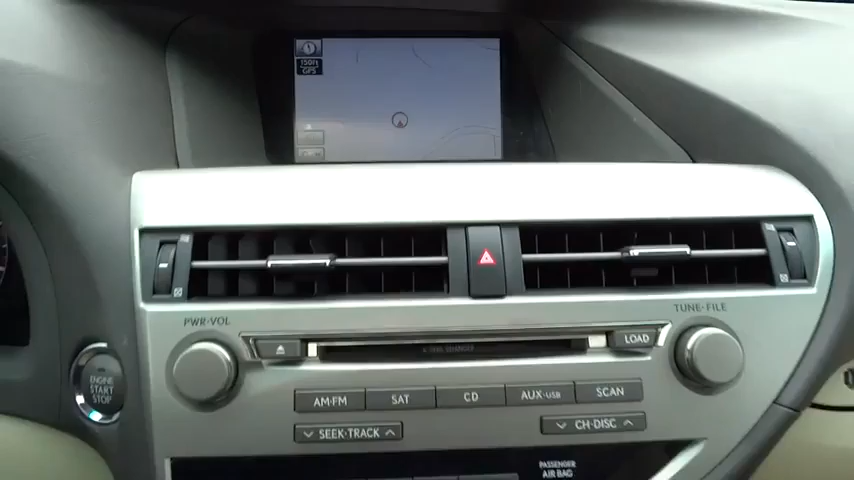 150ft
GPS
PWR·VOL
TUNE·FILE
LOAD
ENGINE
START
STOP
AM·FM
SAT
CD
AUX·USB
SCAN
SEEK·TRACK
CH·DISC
PASSENGER
AIR BAG